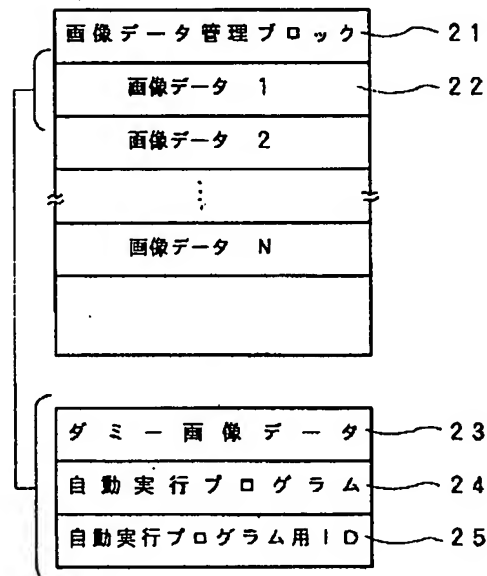 画像データ管理ブロック 21
画像データ 1 22
画像データ 2
⋮
画像データ N
ダミー画像データ 23
自動実行プログラム 24
自動実行プログラム用ID 25